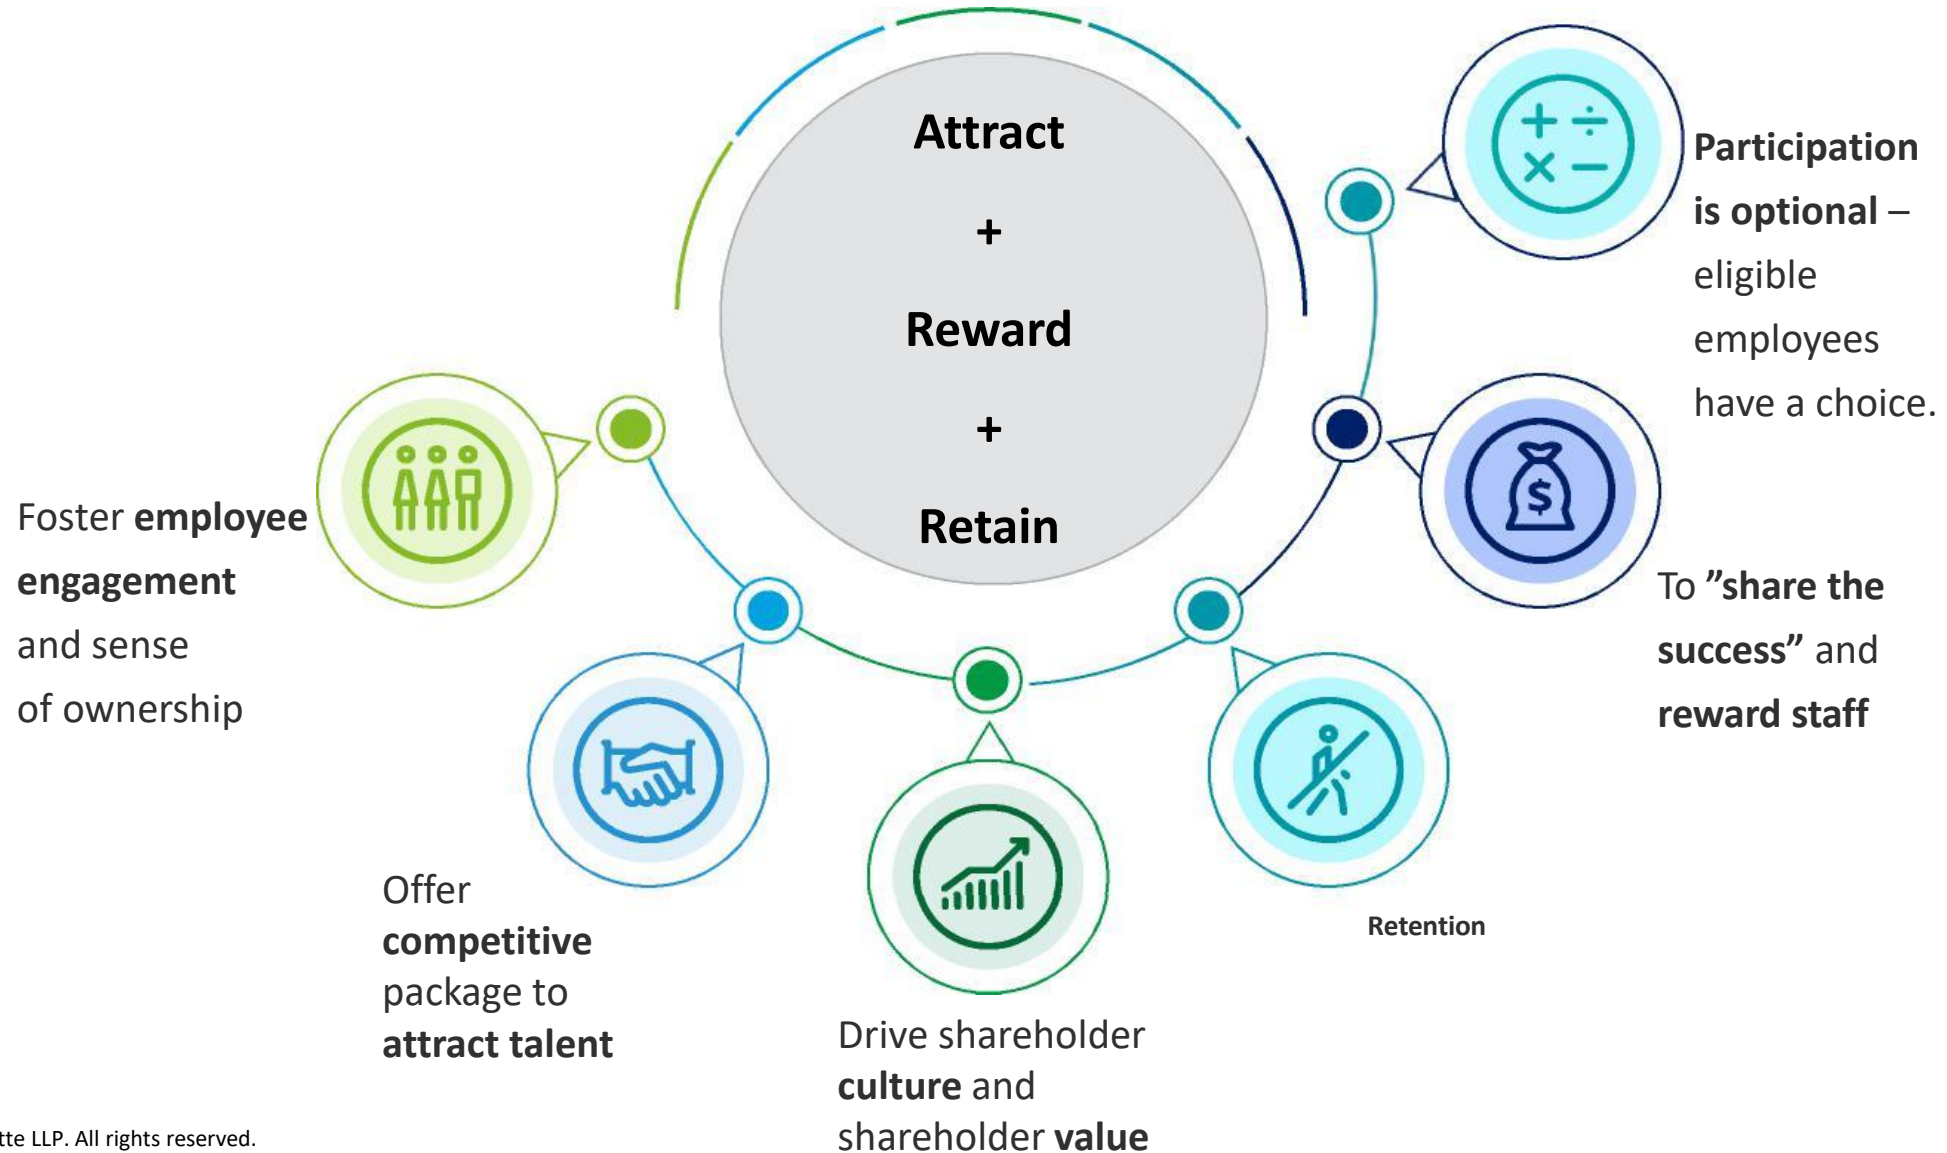 Attract
+
Reward
+
Retain
Participation
is optional –
eligible
employees
have a choice.
$
To ”share the
success” and
reward staff
Foster employee
engagement
and sense
of ownership
Offer
competitive
package to
attract talent
Retention
Drive shareholder
culture and
shareholder value
LLP. All rights reserved.